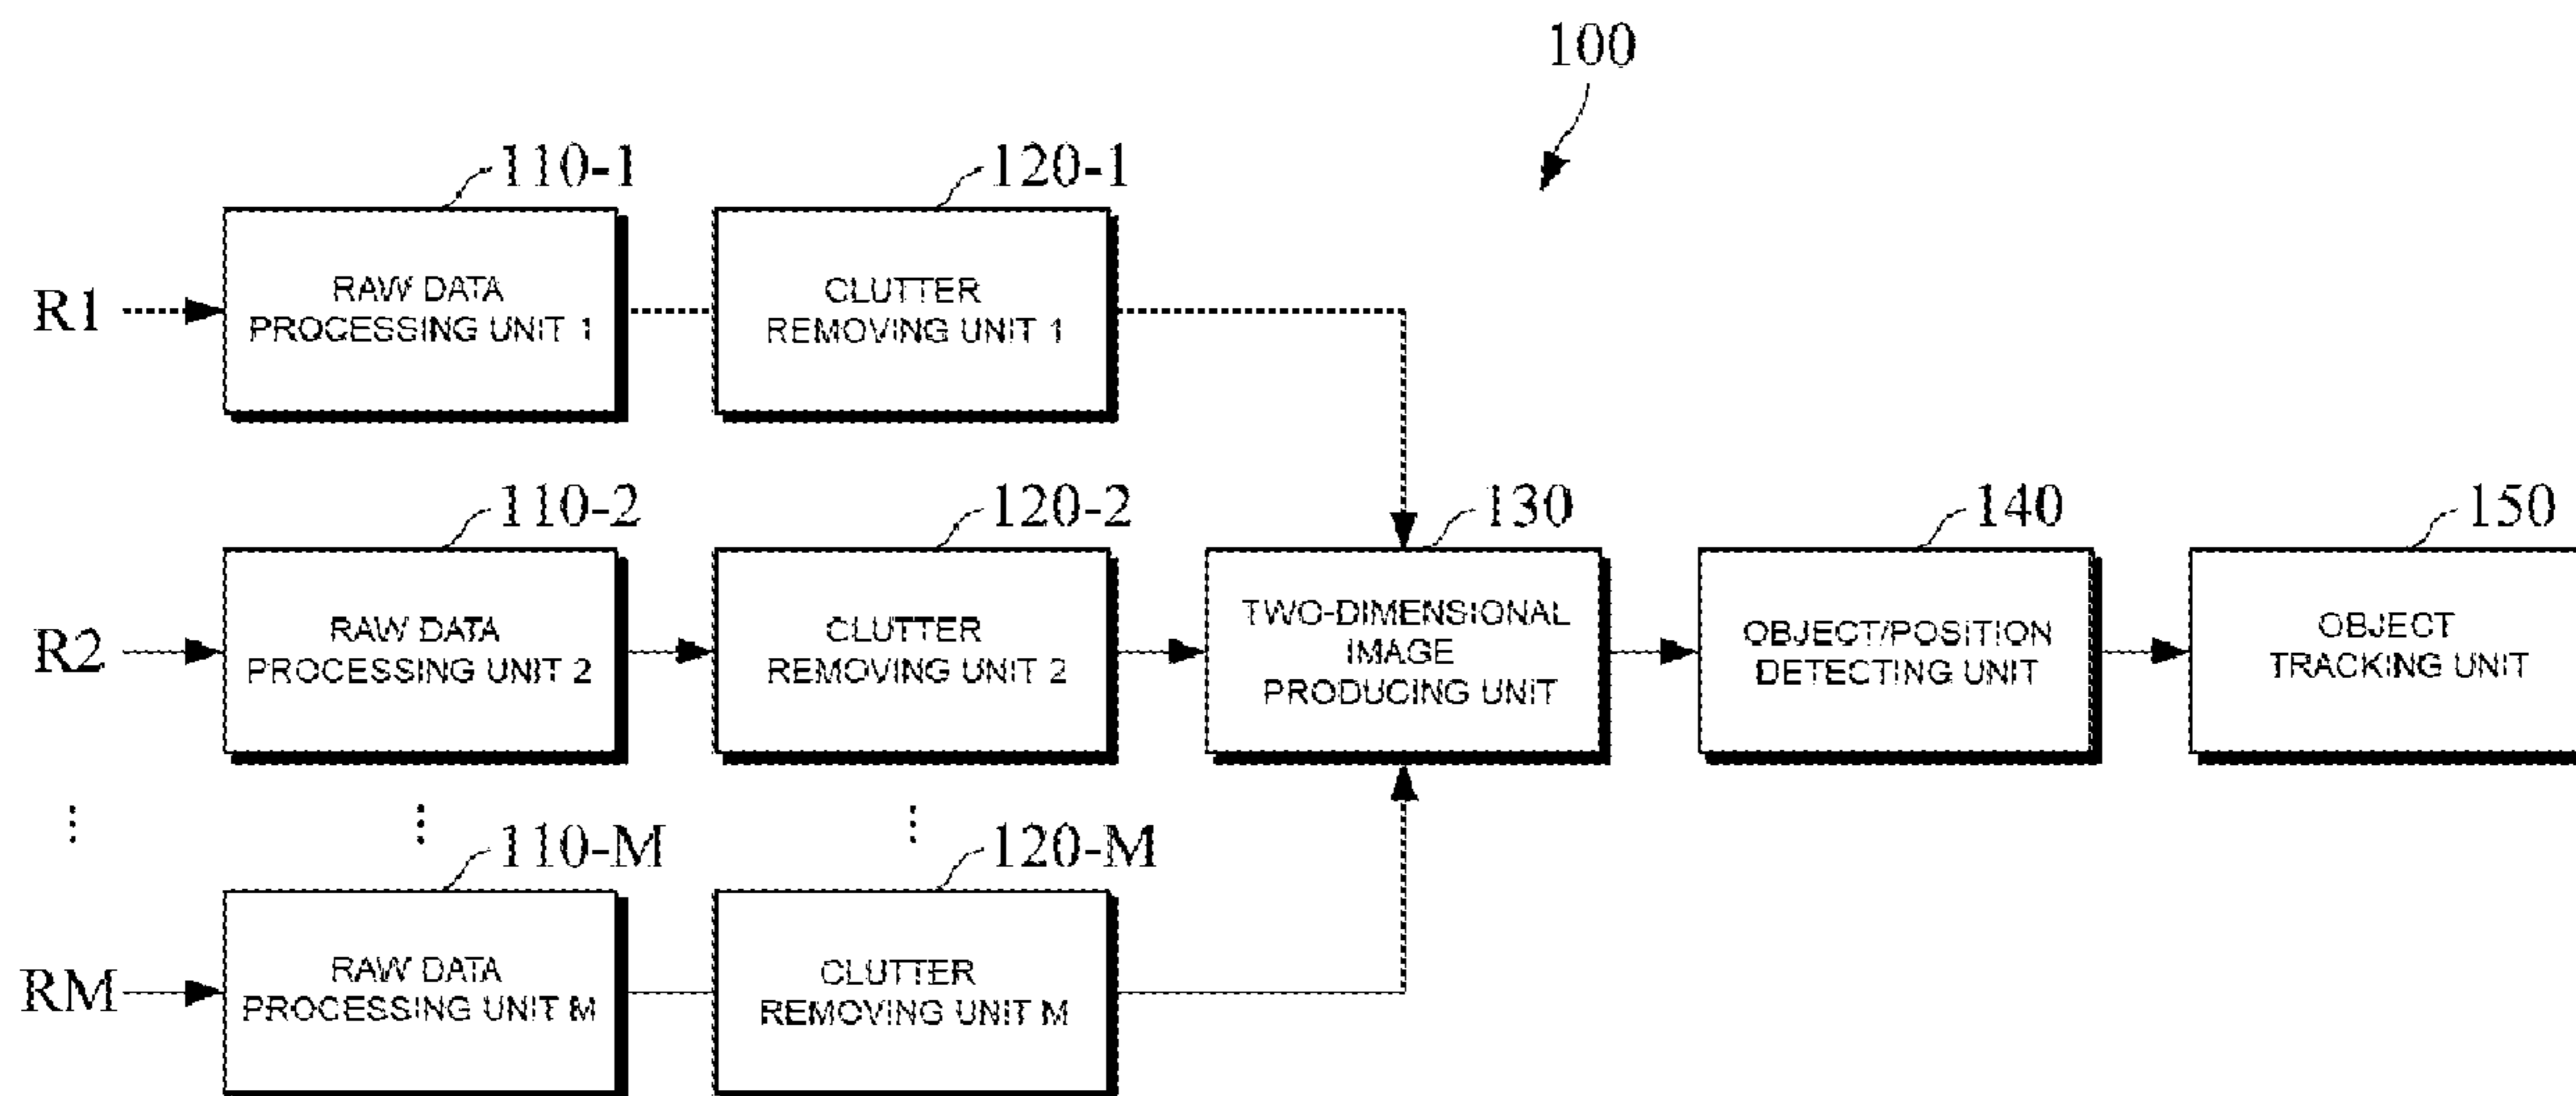 100
110-1
120-1
R1
RAW DATA
PROCESSING UNIT 1
CLUTTER
REMOVING UNIT 1
110-2
120-2
130
140
150
R2
RAW DATA
PROCESSING UNIT 2
CLUTTER
REMOVING UNIT 2
TWO-DIMENSIONAL
IMAGE
PRODUCING UNIT
OBJECT/POSITION
DETECTING UNIT
OBJECT
TRACKING UNIT
110-M
120-M
RM
RAW DATA
PROCESSING UNIT M
CLUTTER
REMOVING UNIT M